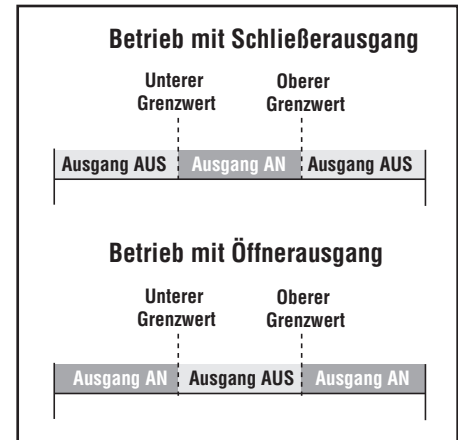 Betrieb mit Schließerausgang
Unterer Grenzwert
Oberer Grenzwert
Ausgang AUS
Ausgang AN
Ausgang AUS
Betrieb mit Öffnerausgang
Unterer Grenzwert
Oberer Grenzwert
Ausgang AN
Ausgang AUS
Ausgang AN